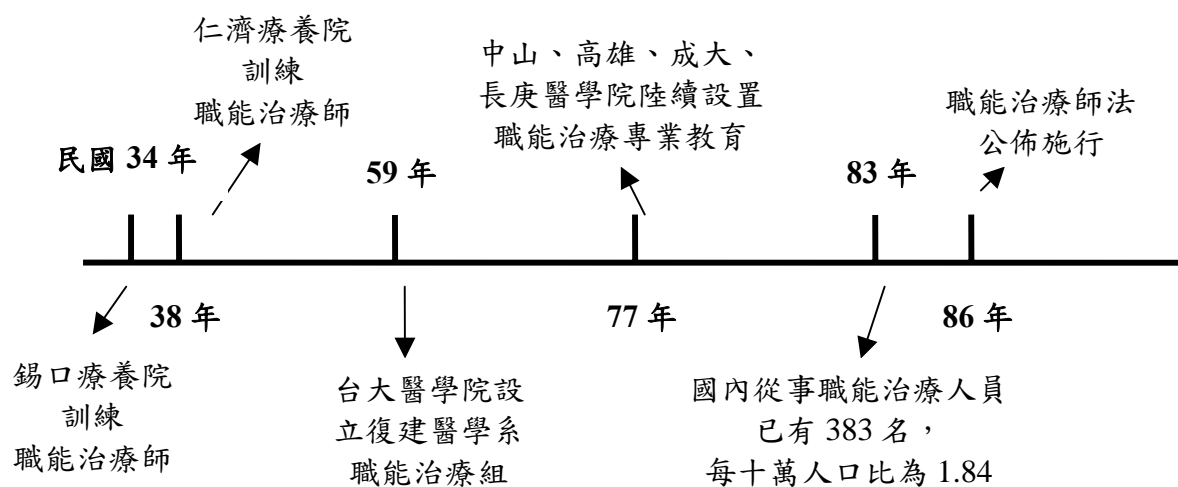 仁濟療養院
訓練
職能治療師
中山、高雄、成大、
長庚醫學院陸續設置
職能治療專業教育
職能治療師法
公佈施行
民國 34 年
59 年
83 年
38 年
77 年
86 年
錫口療養院
訓練
職能治療師
台大醫學院設
立復建醫學系
職能治療組
國內從事職能治療人員
已有 383 名，
每十萬人口比為 1.84